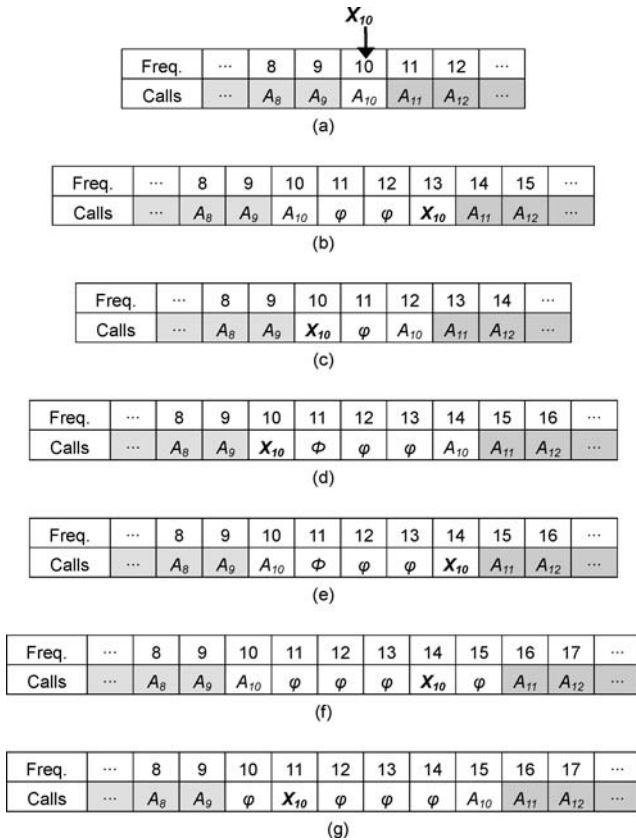 X10
Freq. ... 8 9 10 11 12 ...
Calls ... A8 A9 A10 A11 A12 ...
(a)
Freq. ... 8 9 10 11 12 13 14 15 ...
Calls ... A8 A9 A10 φ φ X10 A11 A12 ...
(b)
Freq. ... 8 9 10 11 12 13 14 ...
Calls ... A8 A9 X10 φ A10 A11 A12 ...
(c)
Freq. ... 8 9 10 11 12 13 14 15 16 ...
Calls ... A8 A9 X10 Φ φ φ A10 A11 A12 ...
(d)
Freq. ... 8 9 10 11 12 13 14 15 16 ...
Calls ... A8 A9 A10 Φ φ φ X10 A11 A12 ...
(e)
Freq. ... 8 9 10 11 12 13 14 15 16 17 ...
Calls ... A8 A9 A10 φ φ φ X10 φ A11 A12 ...
(f)
Freq. ... 8 9 10 11 12 13 14 15 16 17 ...
Calls ... A8 A9 φ X10 φ φ φ A10 A11 A12 ...
(g)